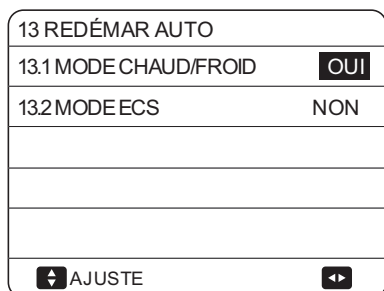 13 REDÉMAR AUTO
13.1 MODE CHAUD/FROID OUI
13.2 MODE ECS NON
AJUSTE